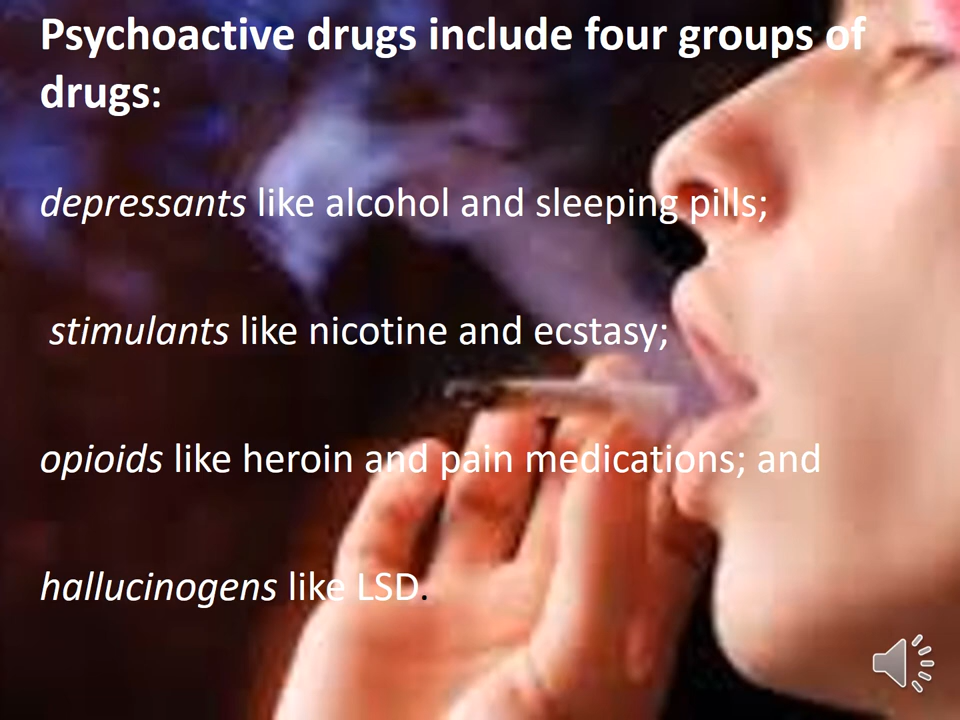 Psychoactive drugs include four groups of
drugs:
depressants like alcohol and sleeping pills;
stimulants like nicotine and ecstasy;
opioids like heroin and pain medications; and
hallucinogens like LSD.